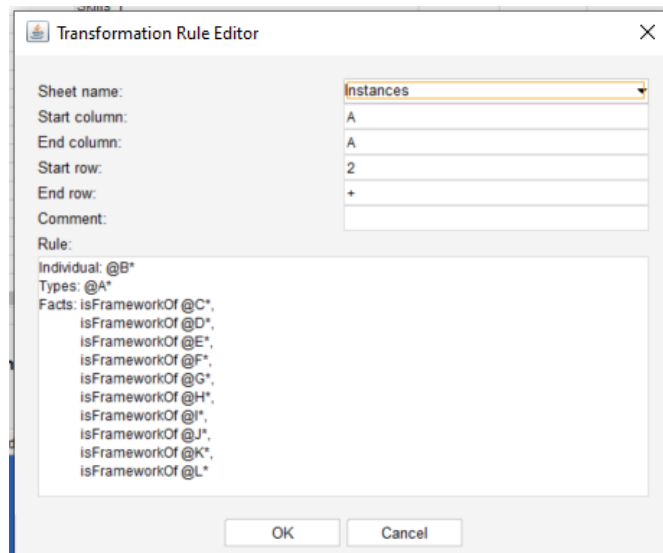 Skills
Transformation Rule Editor
Sheet name: Instances
Start column: A
End column: A
Start row: 2
End row: +
Comment:
Rule:
Individual: @B*
Types: @A*
Facts: isFrameworkOf @C*,
isFrameworkOf @D*,
isFrameworkOf @E*,
isFrameworkOf @F*,
isFrameworkOf @G*,
isFrameworkOf @H*,
isFrameworkOf @I*,
isFrameworkOf @J*,
isFrameworkOf @K*,
isFrameworkOf @L*
OK Cancel